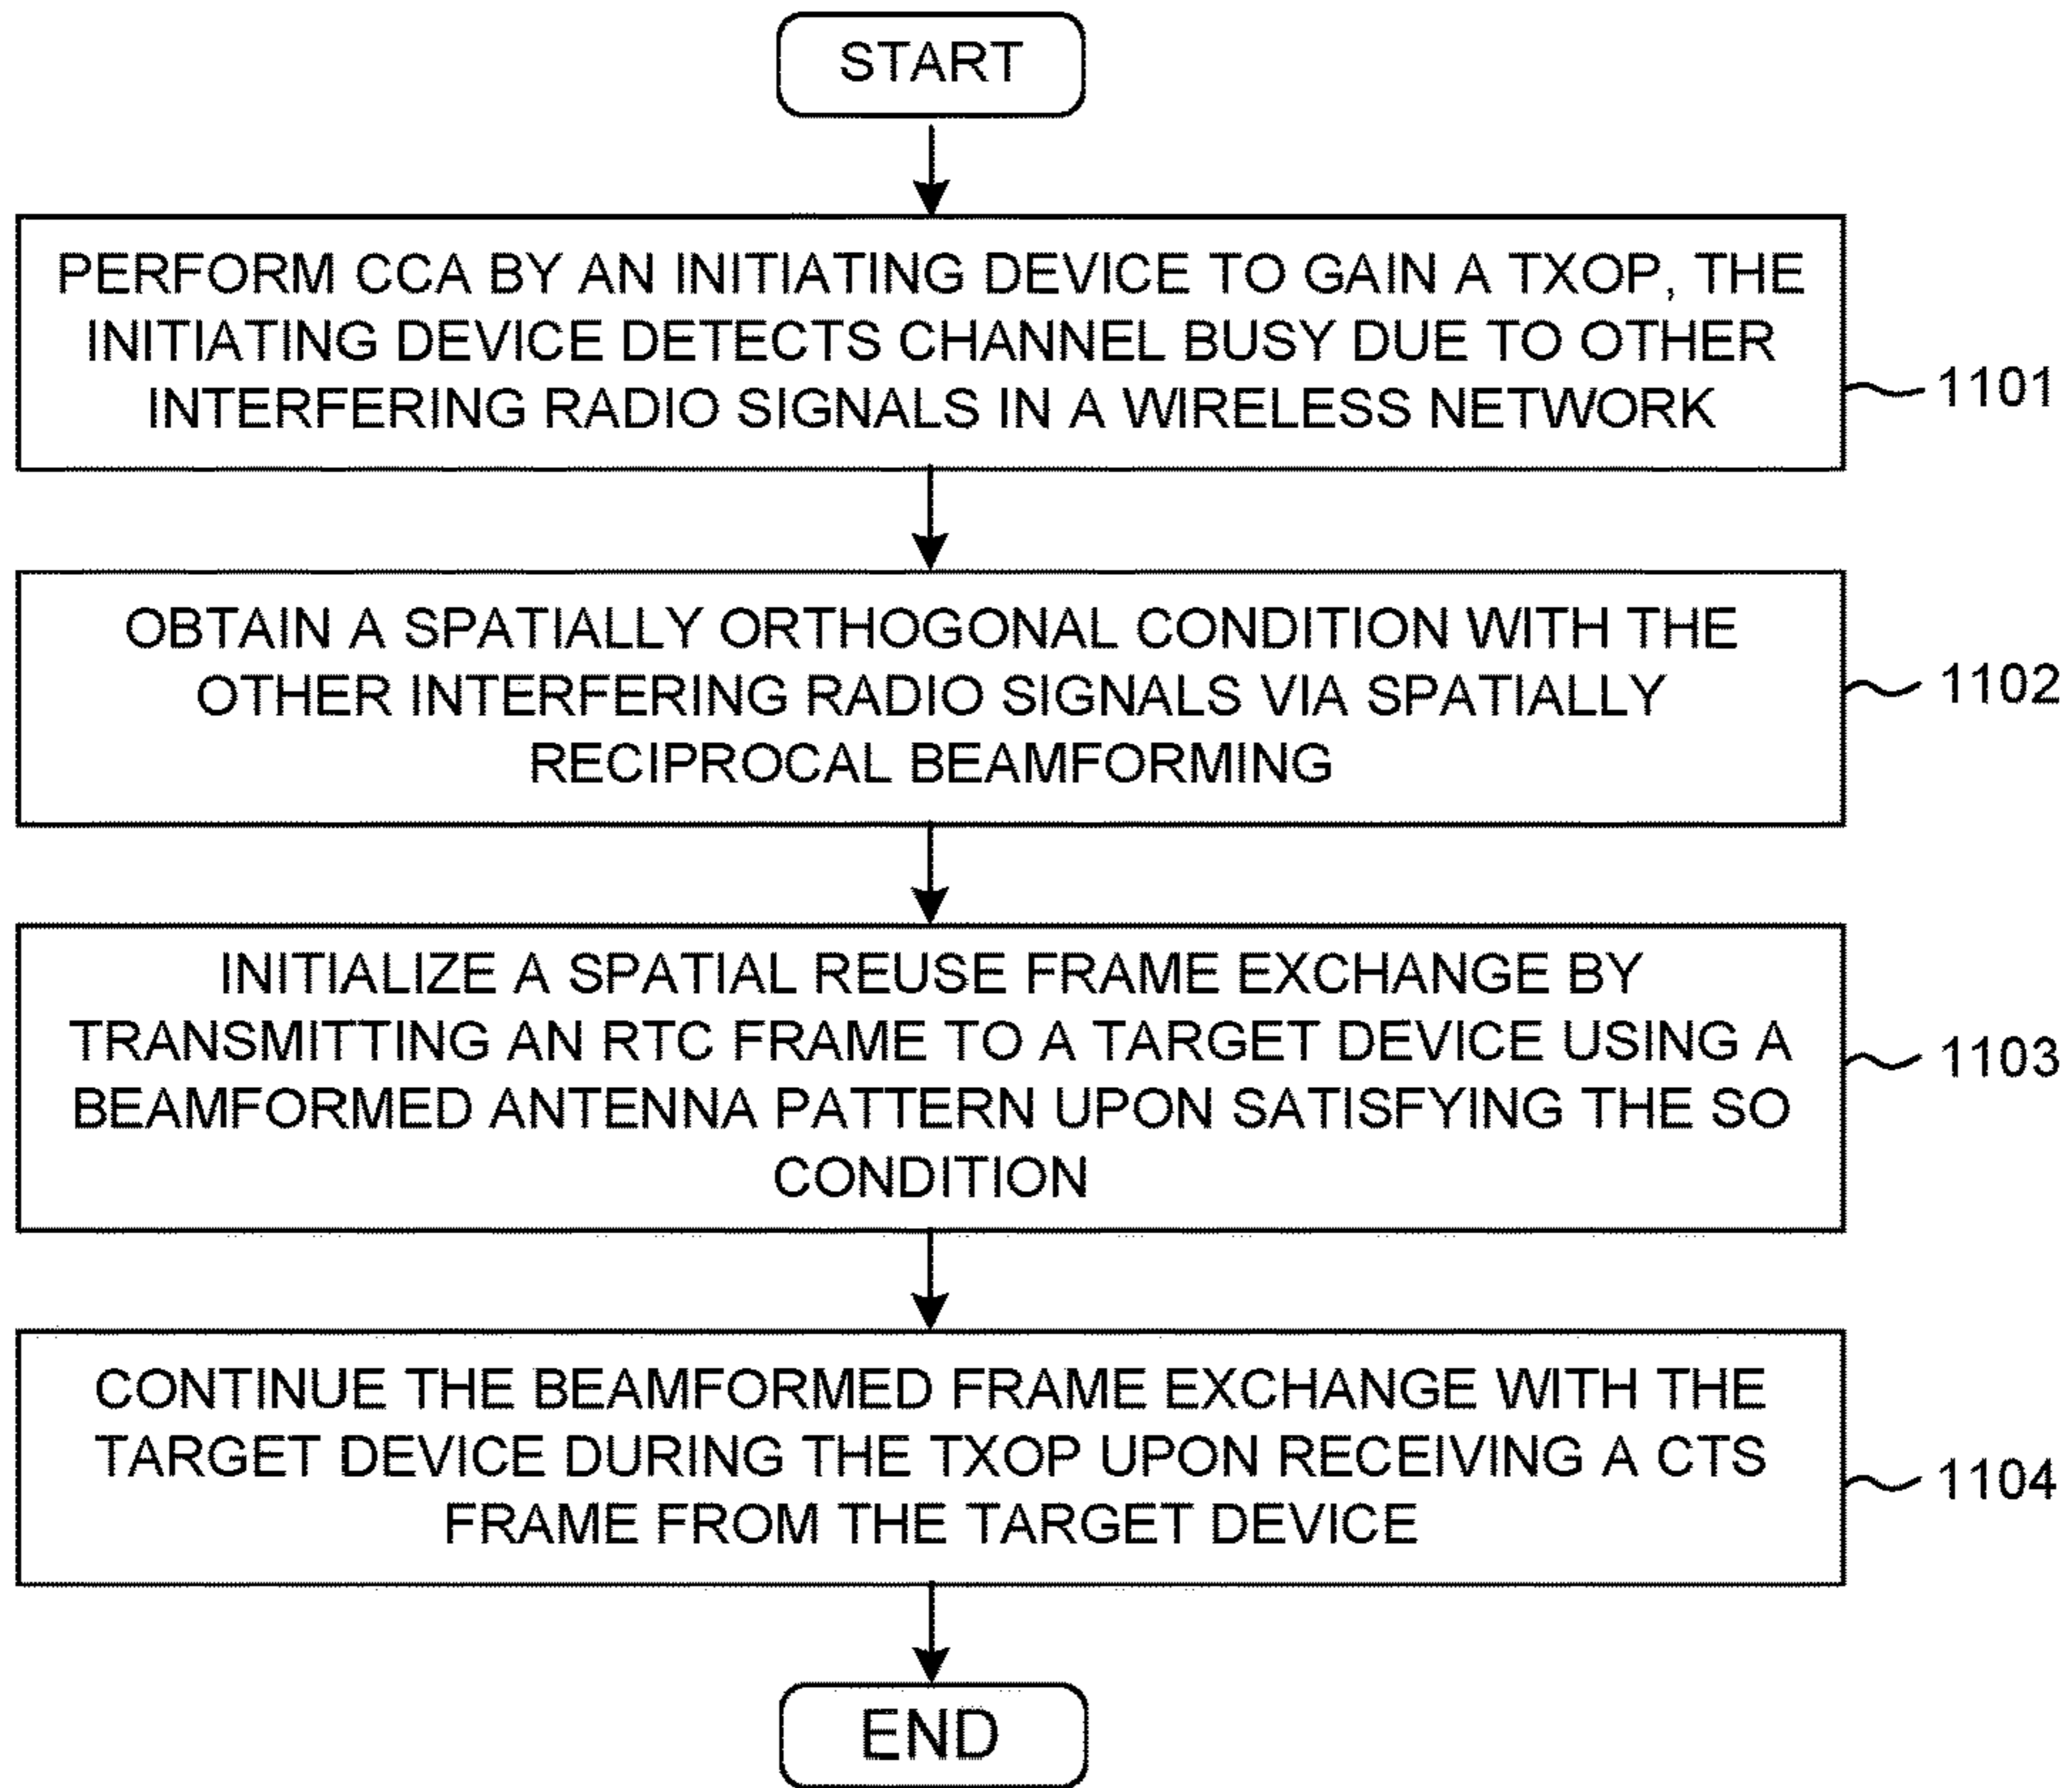 START
PERFORM CCA BY AN INITIATING DEVICE TO GAIN A TXOP, THE
INITIATING DEVICE DETECTS CHANNEL BUSY DUE TO OTHER
INTERFERING RADIO SIGNALS IN A WIRELESS NETWORK
1101
OBTAIN A SPATIALLY ORTHOGONAL CONDITION WITH THE
OTHER INTERFERING RADIO SIGNALS VIA SPATIALLY
RECIPROCAL BEAMFORMING
1102
INITIALIZE A SPATIAL REUSE FRAME EXCHANGE BY
TRANSMITTING AN RTC FRAME TO A TARGET DEVICE USING A
BEAMFORMED ANTENNA PATTERN UPON SATISFYING THE SO
CONDITION
1103
CONTINUE THE BEAMFORMED FRAME EXCHANGE WITH THE
TARGET DEVICE DURING THE TXOP UPON RECEIVING A CTS
FRAME FROM THE TARGET DEVICE
1104
END